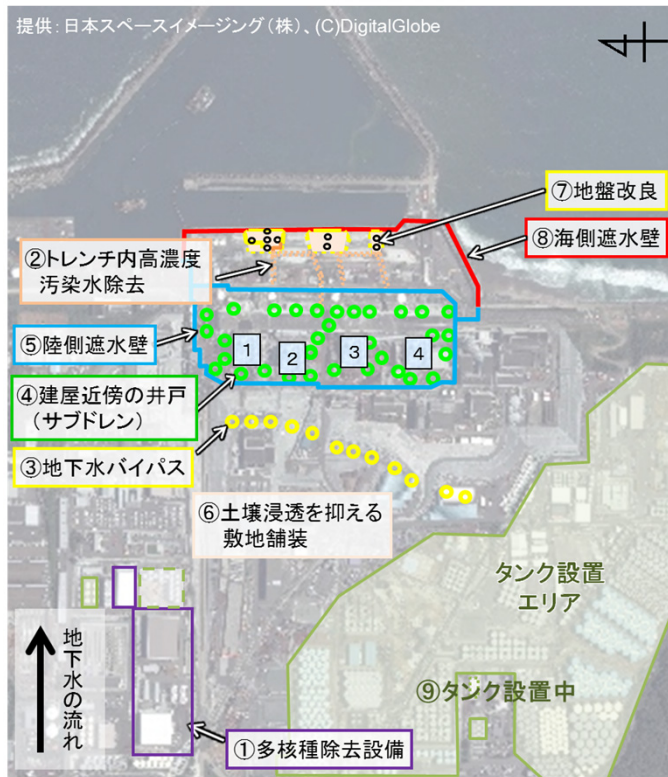 提供：日本スペースイメージング（株）、(C)DigitalGlobe
⑦地盤改良
⑧海側遮水壁
②トレンチ内高濃度
汚染水除去
⑤陸側遮水壁
1
2
3
4
④建屋近傍の井戸
（サブドレン）
③地下水バイパス
⑥土壌浸透を抑える
敷地舗装
タンク設置
エリア
⑨タンク設置中
地下水の流れ
①多核種除去設備